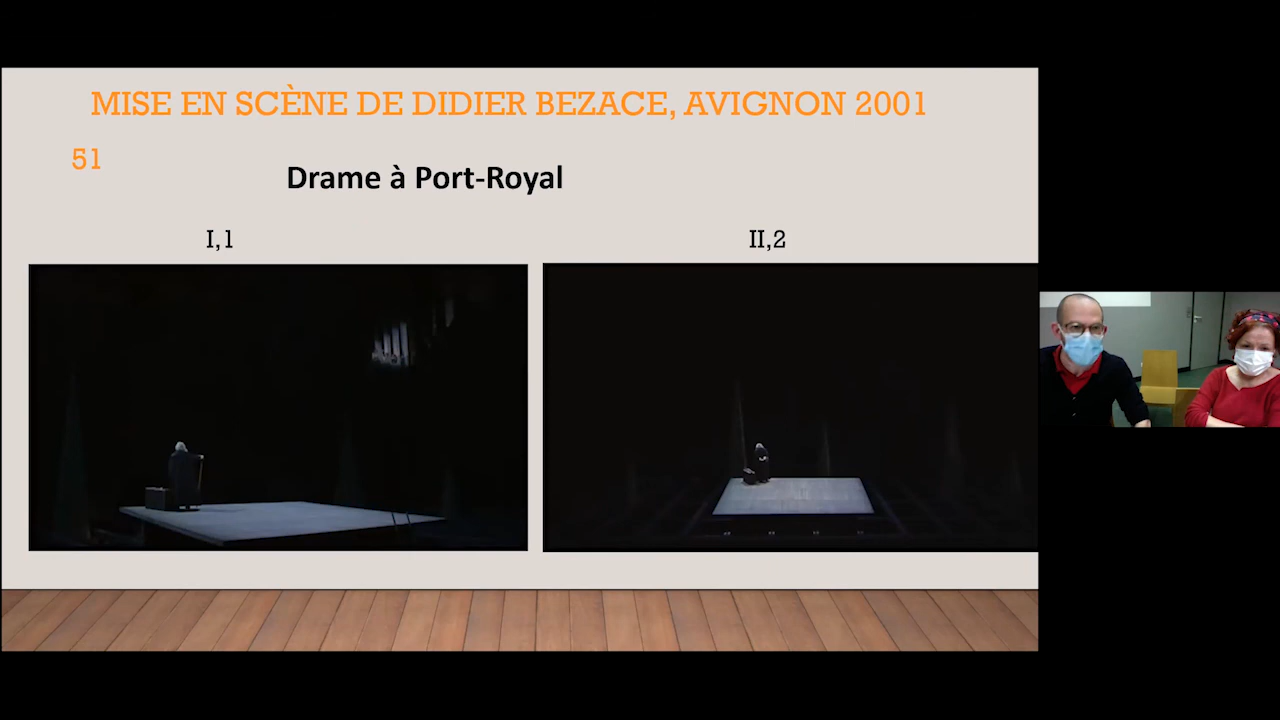 MISE EN SCÈNE DE DIDIER BEZACE, AVIGNON 2001
51
Drame à Port-Royal
I,1
II,2